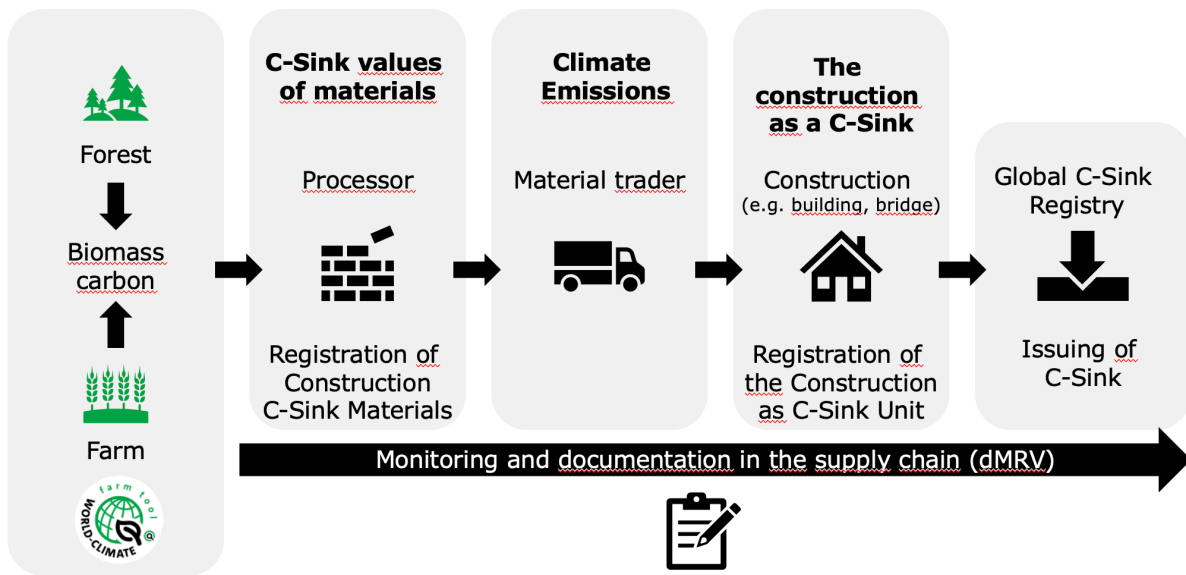 Forest
Biomass
carbon
Farm
farm tool
WORLD-CLIMATE
C-Sink values
of materials
Processor
Registration of
Construction
C-Sink Materials
Climate
Emissions
Material trader
The
construction
as a C-Sink
Construction
(e.g. building, bridge)
Registration of
the Construction
as C-Sink Unit
Global C-Sink
Registry
Issuing of
C-Sink
Monitoring and documentation in the supply chain (dMRV)